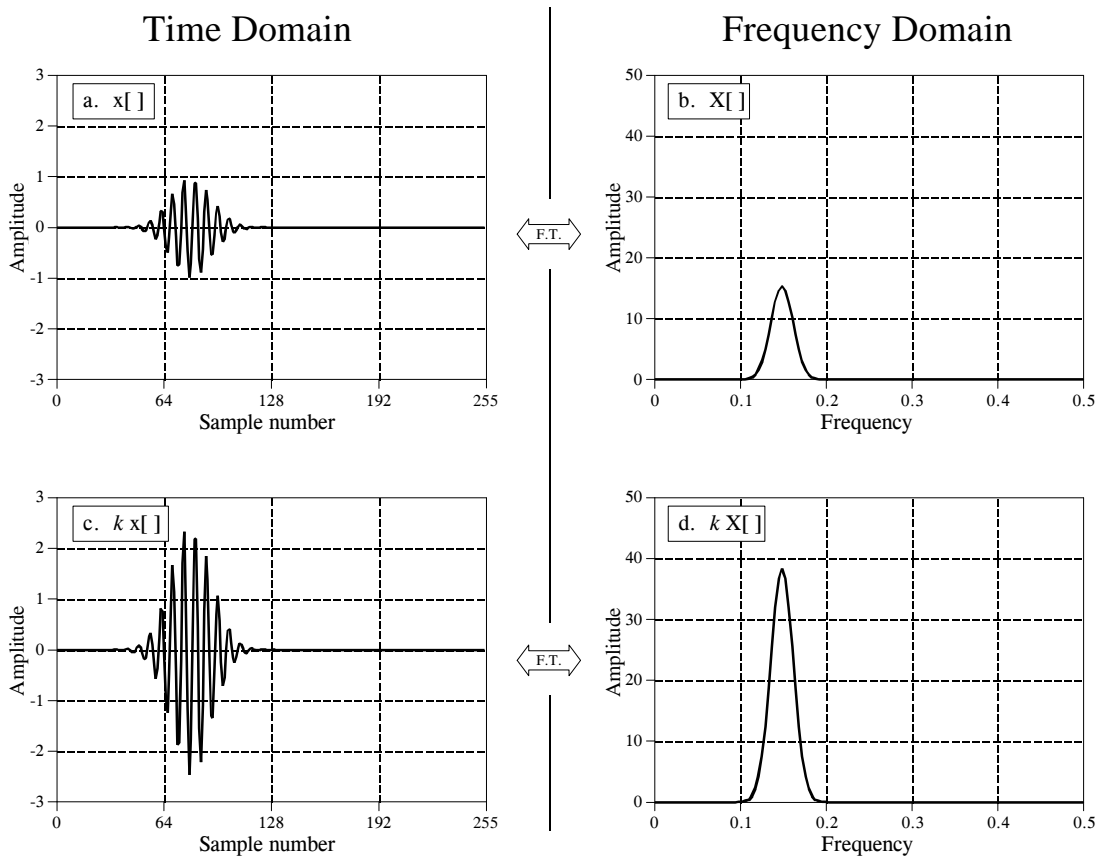 Time Domain
Frequency Domain
3
2
1
0
-1
-2
-3
Amplitude
a. x[ ]
0 64 128 192 255
Sample number
F.T.
50
40
30
20
10
0
Amplitude
b. X[ ]
0 0.1 0.2 0.3 0.4 0.5
Frequency
3
2
1
0
-1
-2
-3
Amplitude
c. k x[ ]
0 64 128 192 255
Sample number
F.T.
50
40
30
20
10
0
Amplitude
d. k X[ ]
0 0.1 0.2 0.3 0.4 0.5
Frequency